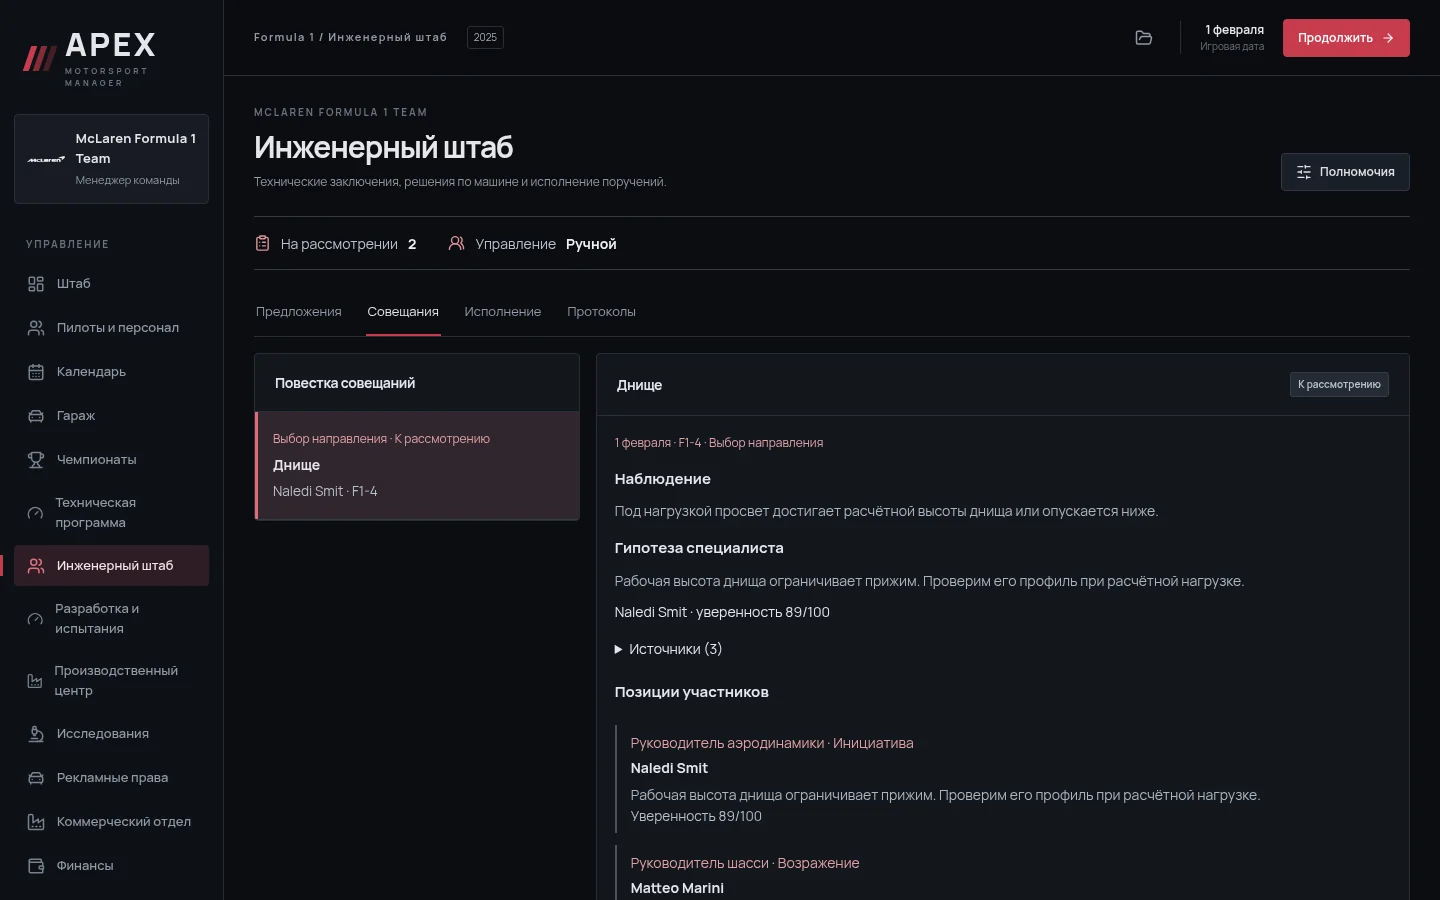 APEX
MOTORSPORT
MANAGER
McLaren
McLaren Formula 1
Team
Менеджер команды
УПРАВЛЕНИЕ
Штаб
Пилоты и персонал
Календарь
Гараж
Чемпионаты
Техническая
программа
Инженерный штаб
Разработка и
испытания
Производственный
центр
Исследования
Рекламные права
Коммерческий отдел
Финансы
Formula 1 / Инженерный штаб 2025
1 февраля
Игровая дата
Продолжить
MCLAREN FORMULA 1 TEAM
Инженерный штаб
Технические заключения, решения по машине и исполнение поручений.
Полномочия
На рассмотрении 2 Управление Ручной
Предложения Совещания Исполнение Протоколы
Повестка совещаний
Выбор направления · К рассмотрению
Днище
Naledi Smit · F1-4
Днище
К рассмотрению
1 февраля · F1-4 · Выбор направления
Наблюдение
Под нагрузкой просвет достигает расчётной высоты днища или опускается ниже.
Гипотеза специалиста
Рабочая высота днища ограничивает прижим. Проверим его профиль при расчётной нагрузке.
Naledi Smit · уверенность 89/100
Источники (3)
Позиции участников
Руководитель аэродинамики · Инициатива
Naledi Smit
Рабочая высота днища ограничивает прижим. Проверим его профиль при расчётной нагрузке.
Уверенность 89/100
Руководитель шасси · Возражение
Matteo Marini